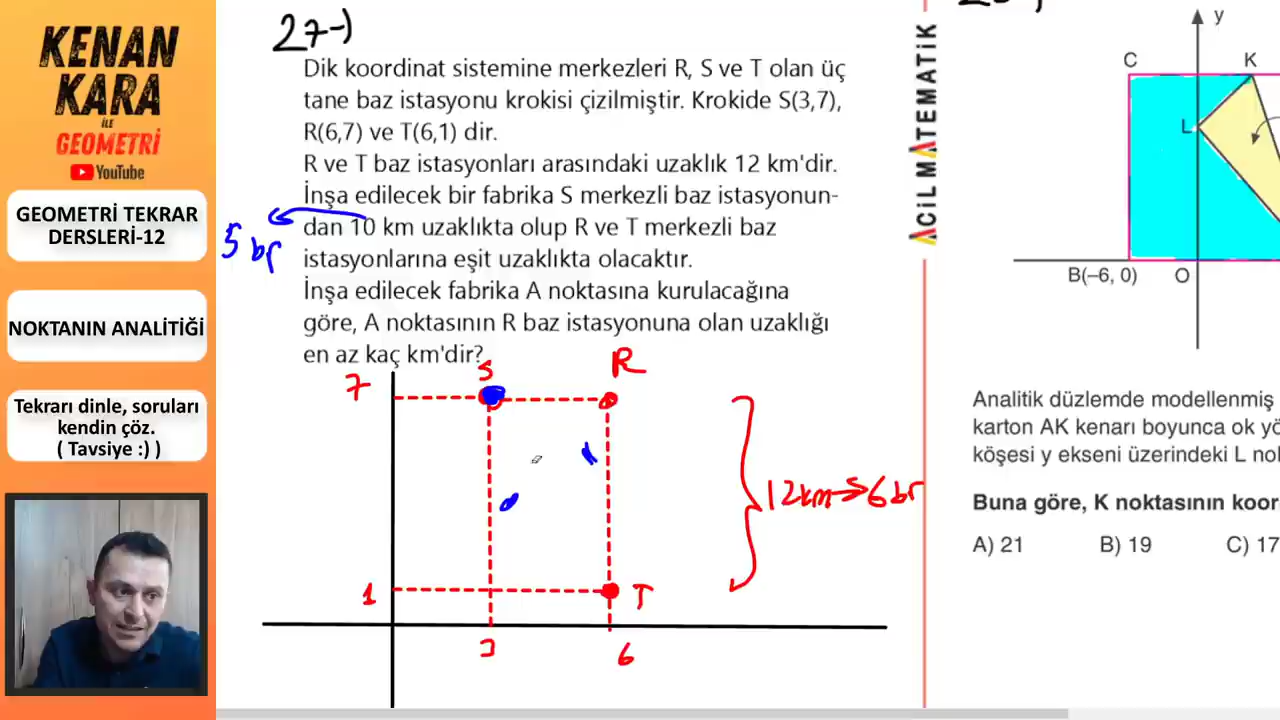 KENAN
KARA
İLE
GEOMETRİ
YouTube
GEOMETRİ TEKRAR
DERSLERİ-12
NOKTANIN ANALİTİĞİ
Tekrarı dinle, soruları
kendin çöz.
( Tavsiye :) )
27-)
Dik koordinat sistemine merkezleri R, S ve T olan üç
tane baz istasyonu krokisi çizilmiştir. Krokide S(3,7),
R(6,7) ve T(6,1) dir.
R ve T baz istasyonları arasındaki uzaklık 12 km'dir.
İnşa edilecek bir fabrika S merkezli baz istasyonun-
dan 10 km uzaklıkta olup R ve T merkezli baz
istasyonlarına eşit uzaklıkta olacaktır.
İnşa edilecek fabrika A noktasına kurulacağına
göre, A noktasının R baz istasyonuna olan uzaklığı
en az kaç km'dir?
5 br
S
R
7
12km→6br
1
T
3
6
ACİLMATEMATİK
y
C
K
L
B(–6, 0)
O
Analitik düzlemde modellenmiş
karton AK kenarı boyunca ok yö
köşesi y ekseni üzerindeki L nok
Buna göre, K noktasının koor
A) 21
B) 19
C) 17